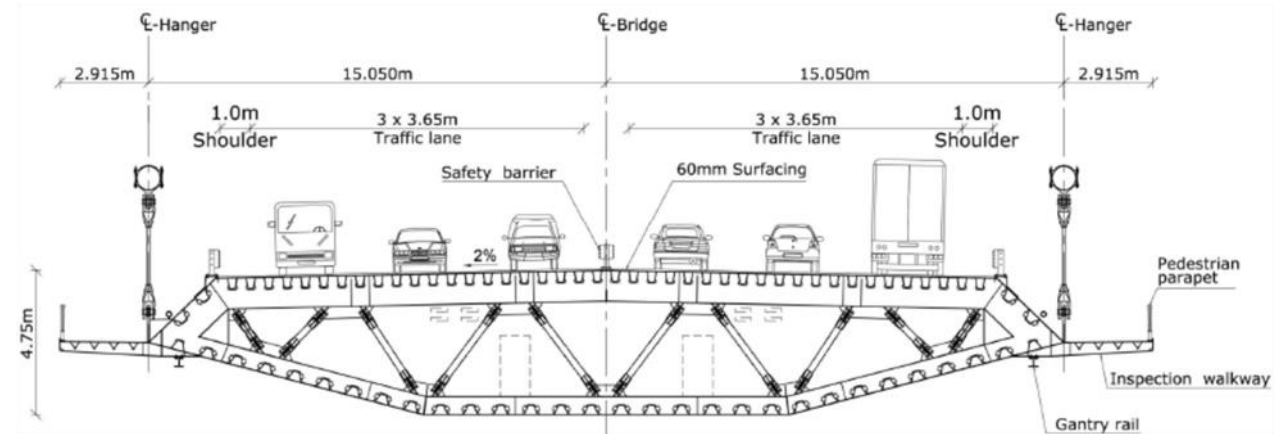 ℄-Hanger
℄-Bridge
℄-Hanger
2.915m
15.050m
15.050m
2.915m
1.0m
Shoulder
3 x 3.65m
Traffic lane
3 x 3.65m
Traffic lane
1.0m
Shoulder
Safety barrier
60mm Surfacing
2%
Pedestrian
parapet
4.75m
Inspection walkway
Gantry rail